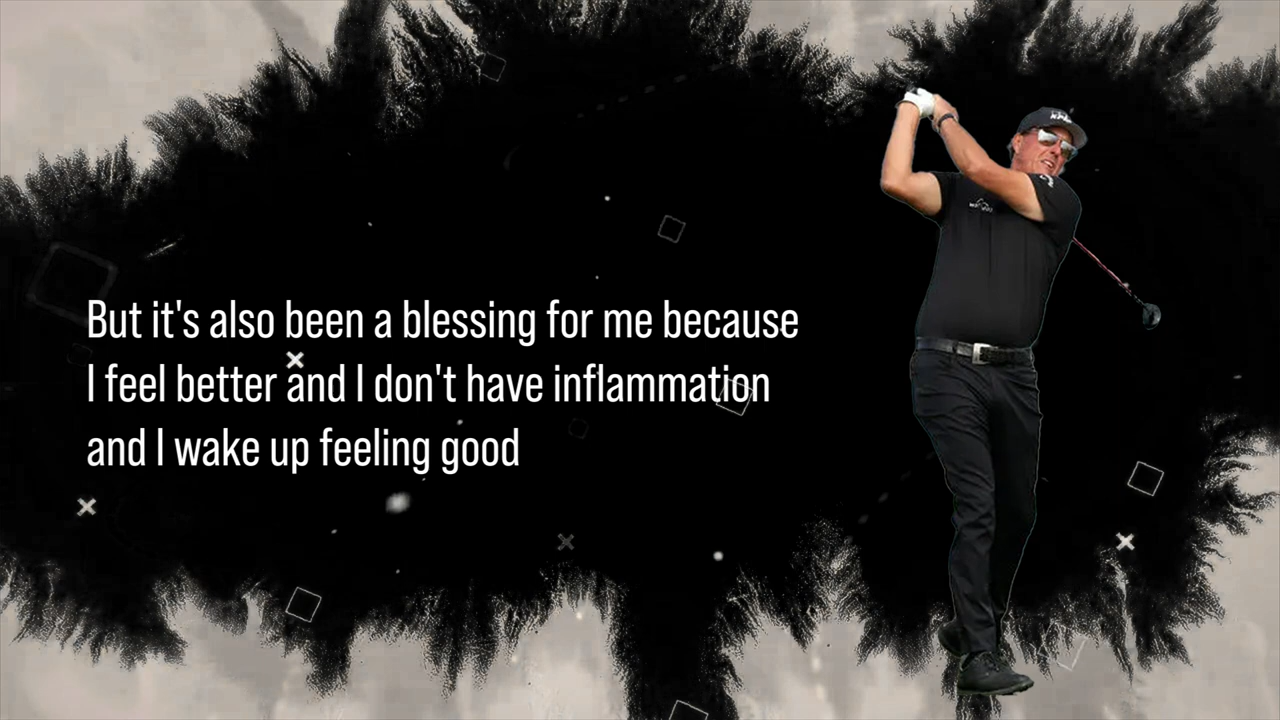 But it's also been a blessing for me because
I feel better and I don't have inflammation
and I wake up feeling good
KPMG